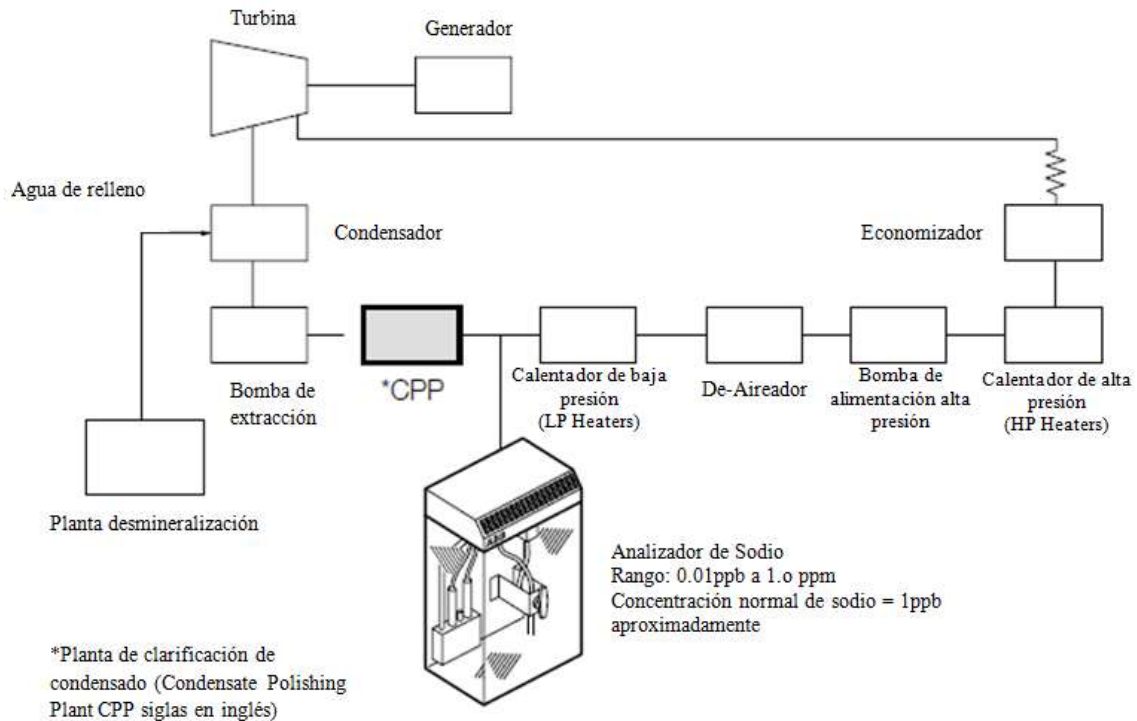 Turbina
Generador
Agua de relleno
Condensador
Economizador
*CPP
Bomba de
extracción
Calentador de baja
presión
(LP Heaters)
De-Aireador
Bomba de
alimentación alta
presión
Calentador de alta
presión
(HP Heaters)
Planta desmineralización
ABB
Analizador de Sodio
Rango: 0.01ppb a 1.o ppm
Concentración normal de sodio = 1ppb
aproximadamente
*Planta de clarificación de
condensado (Condensate Polishing
Plant CPP siglas en inglés)